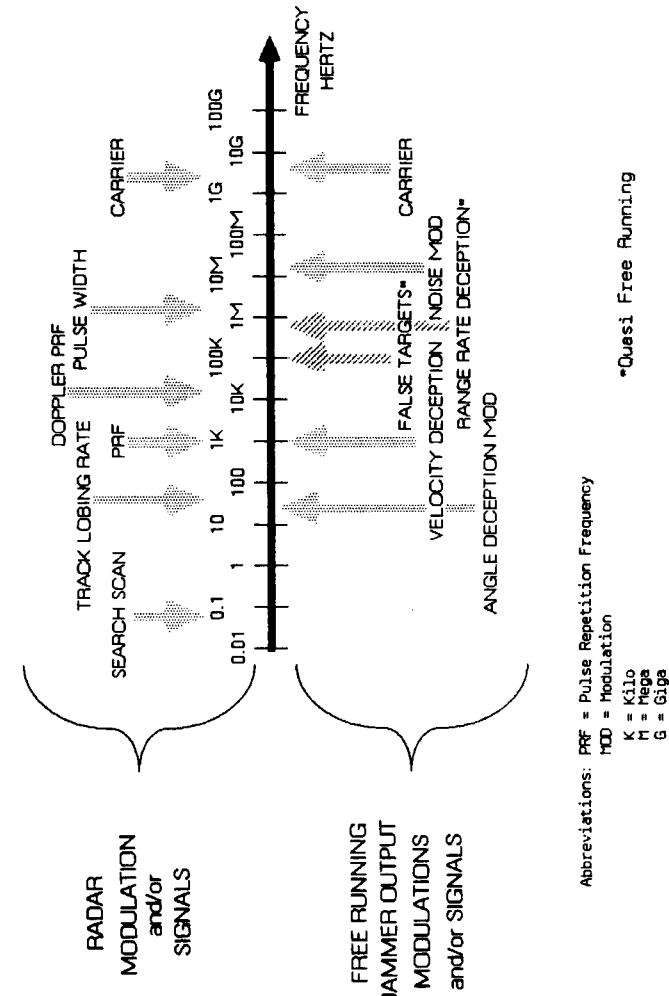 RADAR
MODULATION
and/or
SIGNALS
SEARCH SCAN
TRACK LOBING RATE
PRF
DOPPLER PRF
PULSE WIDTH
CARRIER
0.01 0.1 1 10 100 1K 10K 100K 1M 10M 100M 1G 10G 100G
FREQUENCY
HERTZ
FREE RUNNING
JAMMER OUTPUT
MODULATIONS
and/or SIGNALS
FALSE TARGETS*
CARRIER
VELOCITY DECEPTION NOISE MOD
RANGE RATE DECEPTION*
ANGLE DECEPTION MOD
*Quasi Free Running
Abbreviations: PRF = Pulse Repetition Frequency
MOD = Modulation
K = Kilo
M = Mega
G = Giga